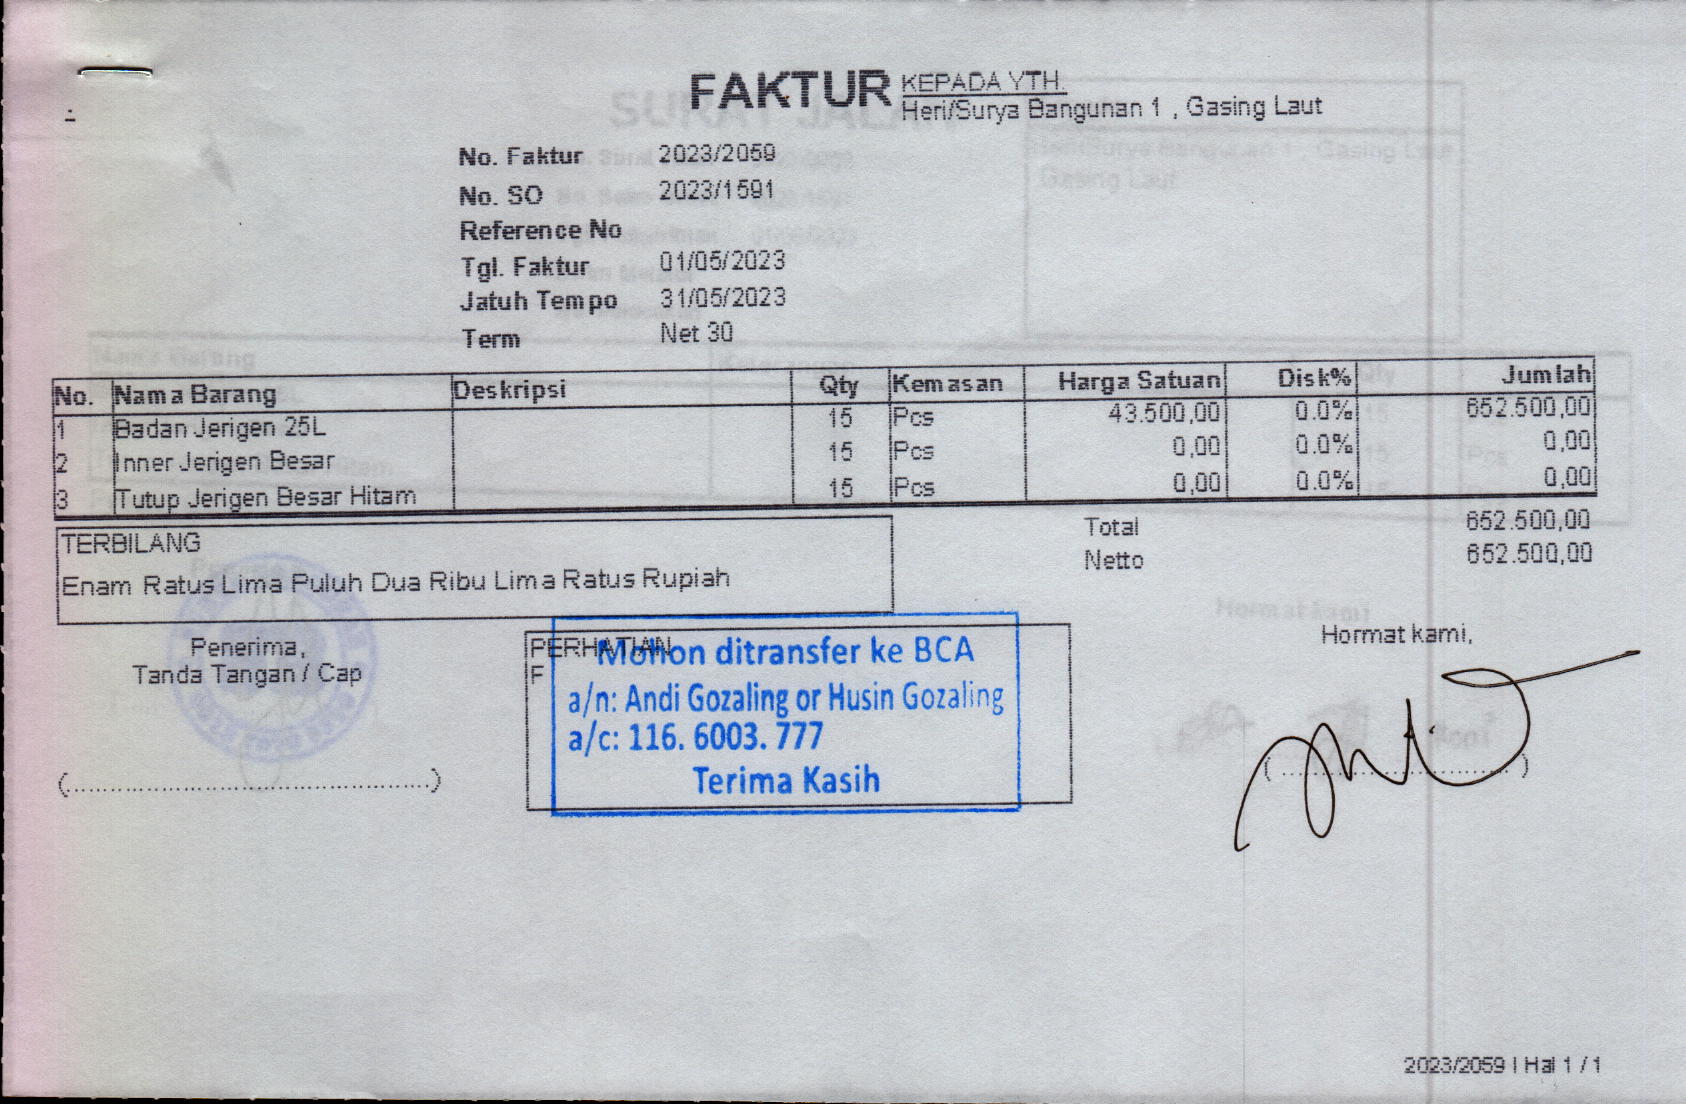 FAKTUR
KEPADA YTH.
Heri/Surya Bangunan 1 , Gasing Laut
No. Faktur 2023/2059
No. SO 2023/1591
Reference No
Tgl. Faktur 01/05/2023
Jatuh Tempo 31/05/2023
Term Net 30
No. Nama Barang Deskripsi Qty Kemasan Harga Satuan Disk% Jumlah
1 Badan Jerigen 25L 15 Pcs 43.500,00 0.0% 652.500,00
2 Inner Jerigen Besar 15 Pcs 0,00 0.0% 0,00
3 Tutup Jerigen Besar Hitam 15 Pcs 0,00 0.0% 0,00
Total 652.500,00
Netto 652.500,00
TERBILANG
Enam Ratus Lima Puluh Dua Ribu Lima Ratus Rupiah
Penerima,
Tanda Tangan / Cap
(..............................................)
PERHATIAN
F
Mohon ditransfer ke BCA
a/n: Andi Gozaling or Husin Gozaling
a/c: 116. 6003. 777
Terima Kasih
Hormat kami,
( .............................. )
2023/2059 | Hal 1 / 1